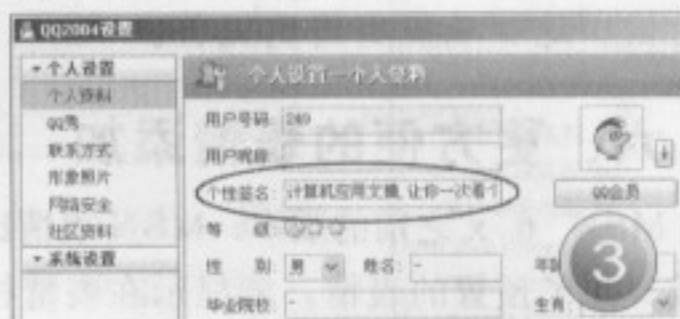 QQ2004设置
个人设置
个人资料
QQ秀
联系方式
形象照片
网络安全
社区资料
系统设置
个人设置—个人资料
用户号码: 249
用户昵称:
个性签名: 计算机应用文摘,让你一次看个
等 级:
性 别: 男 姓名: -
毕业院校: -
QQ会员
年龄
生肖
3